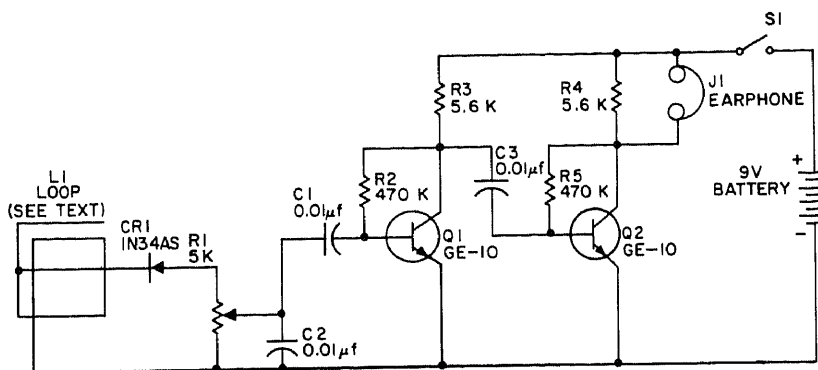 S1
R3
5.6 K
R4
5.6 K
J1
EARPHONE
L1
LOOP
(SEE TEXT)
C1
0.01µf
R2
470 K
C3
0.01µf
R5
470 K
9V
BATTERY
+
-
CR1
IN34AS
R1
5K
Q1
GE-10
Q2
GE-10
C2
0.01µf